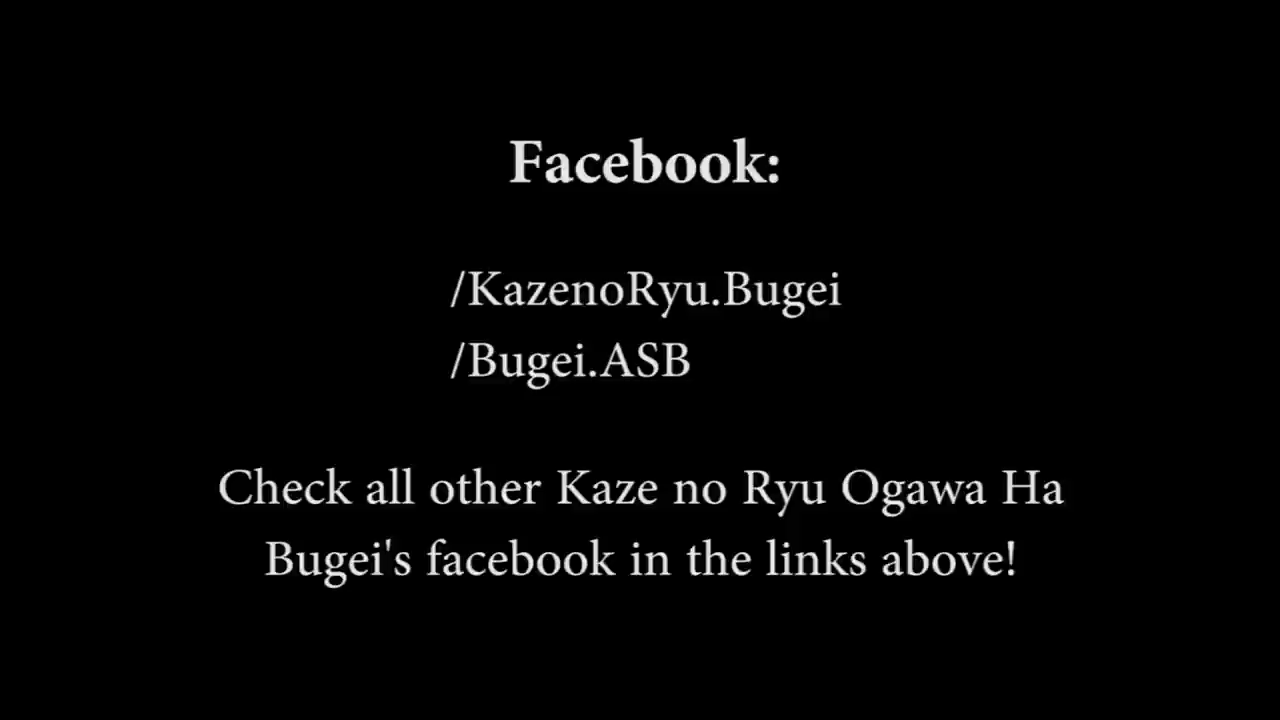 Facebook:
/KazenoRyu.Bugei
/Bugei.ASB
Check all other Kaze no Ryu Ogawa Ha
Bugei's facebook in the links above!